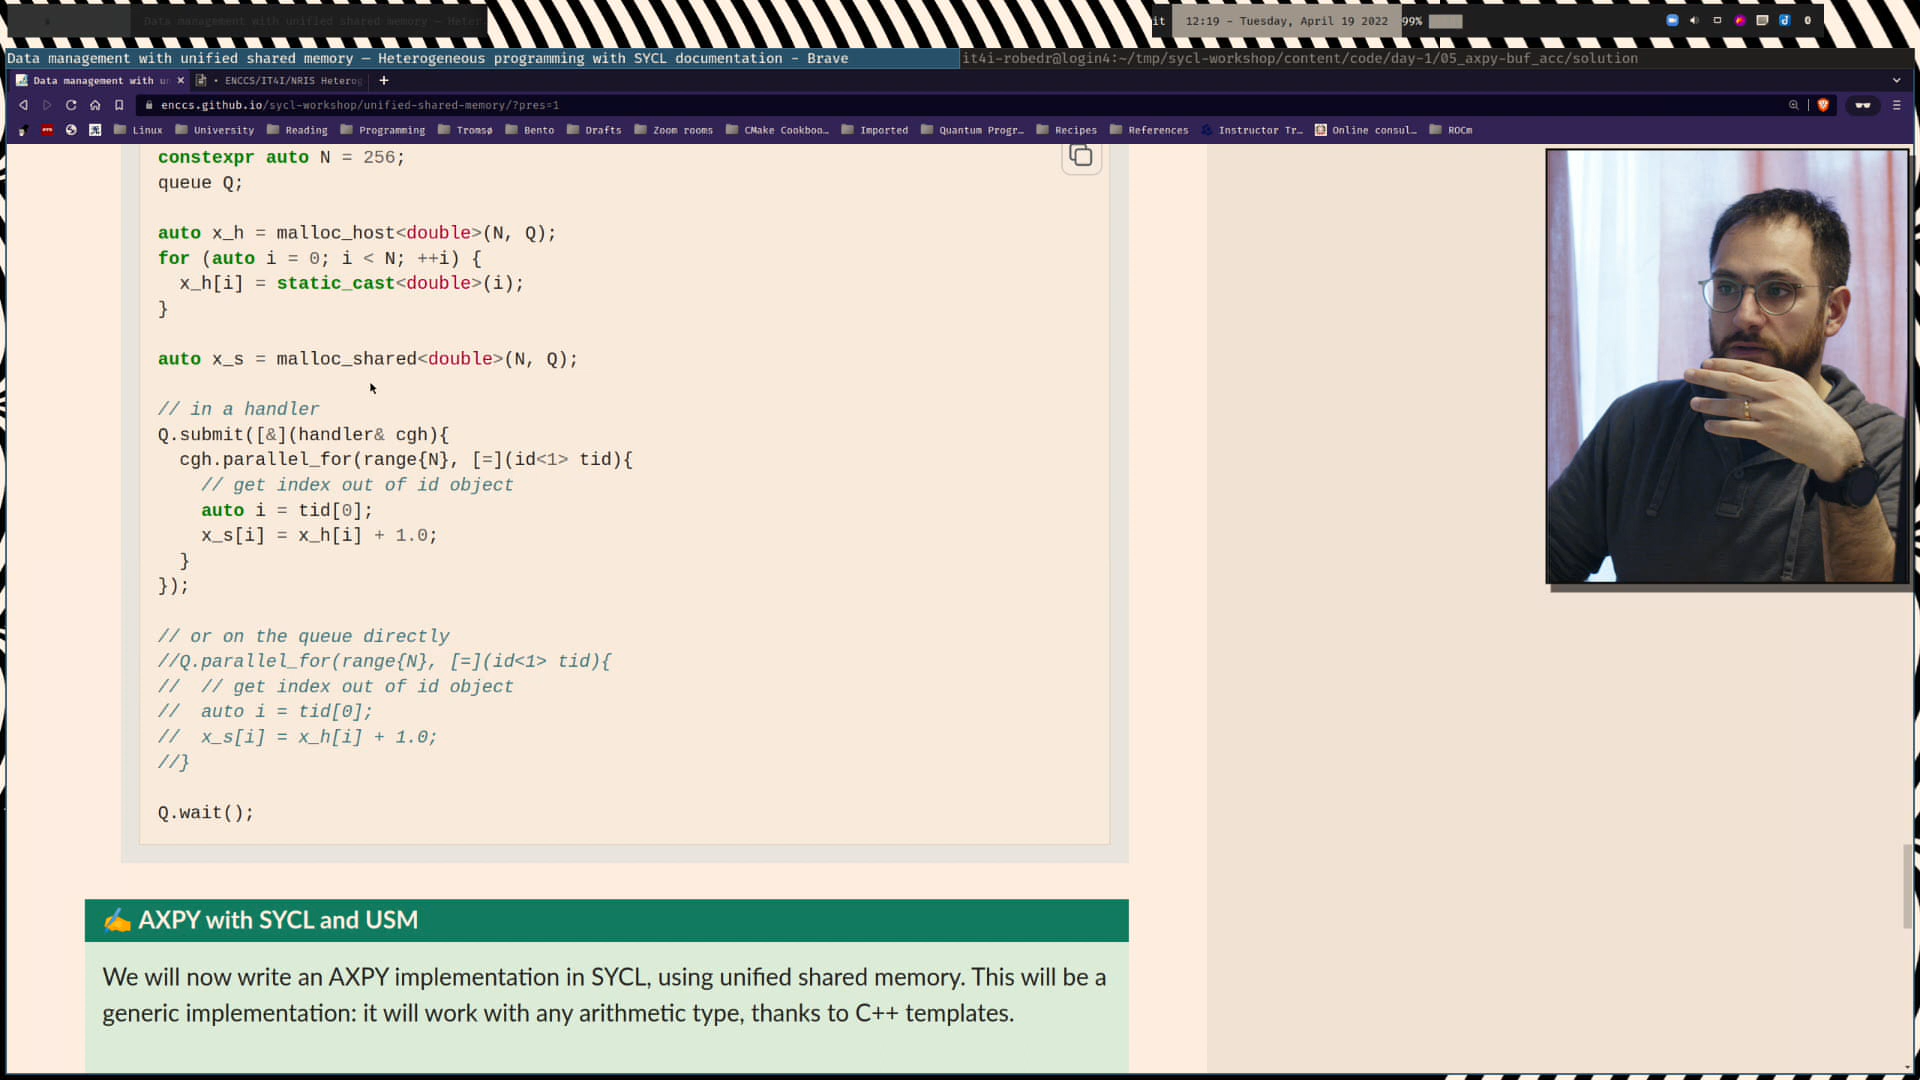 Data management with unified shared memory — Heter
it 12:19 - Tuesday, April 19 2022 99%
Data management with unified shared memory — Heterogeneous programming with SYCL documentation - Brave
it4i-robedr@login4:~/tmp/sycl-workshop/content/code/day-1/05_axpy-buf_acc/solution
Data management with u
· ENCCS/IT4I/NRIS Heterog
enccs.github.io/sycl-workshop/unified-shared-memory/?pres=1
Linux University Reading Programming Tromsø Bento Drafts Zoom rooms CMake Cookboo… Imported Quantum Progr… Recipes References Instructor Tr… Online consul… ROCm
constexpr auto N = 256;
queue Q;
auto x_h = malloc_host<double>(N, Q);
for (auto i = 0; i < N; ++i) {
  x_h[i] = static_cast<double>(i);
}
auto x_s = malloc_shared<double>(N, Q);
// in a handler
Q.submit([&](handler& cgh){
  cgh.parallel_for(range{N}, [=](id<1> tid){
    // get index out of id object
    auto i = tid[0];
    x_s[i] = x_h[i] + 1.0;
  }
});
// or on the queue directly
//Q.parallel_for(range{N}, [=](id<1> tid){
//  // get index out of id object
//  auto i = tid[0];
//  x_s[i] = x_h[i] + 1.0;
//}
Q.wait();
✍ AXPY with SYCL and USM
We will now write an AXPY implementation in SYCL, using unified shared memory. This will be a
generic implementation: it will work with any arithmetic type, thanks to C++ templates.